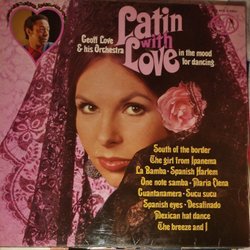 Latin
with
Love
Geoff Love
& his Orchestra
in the mood
for dancing
South of the border
The girl from Ipanema
La Bamba · Spanish Harlem
One note samba · Maria Elena
Guantanamera · Sucu sucu
Spanish eyes · Desafinado
Mexican hat dance
The breeze and I